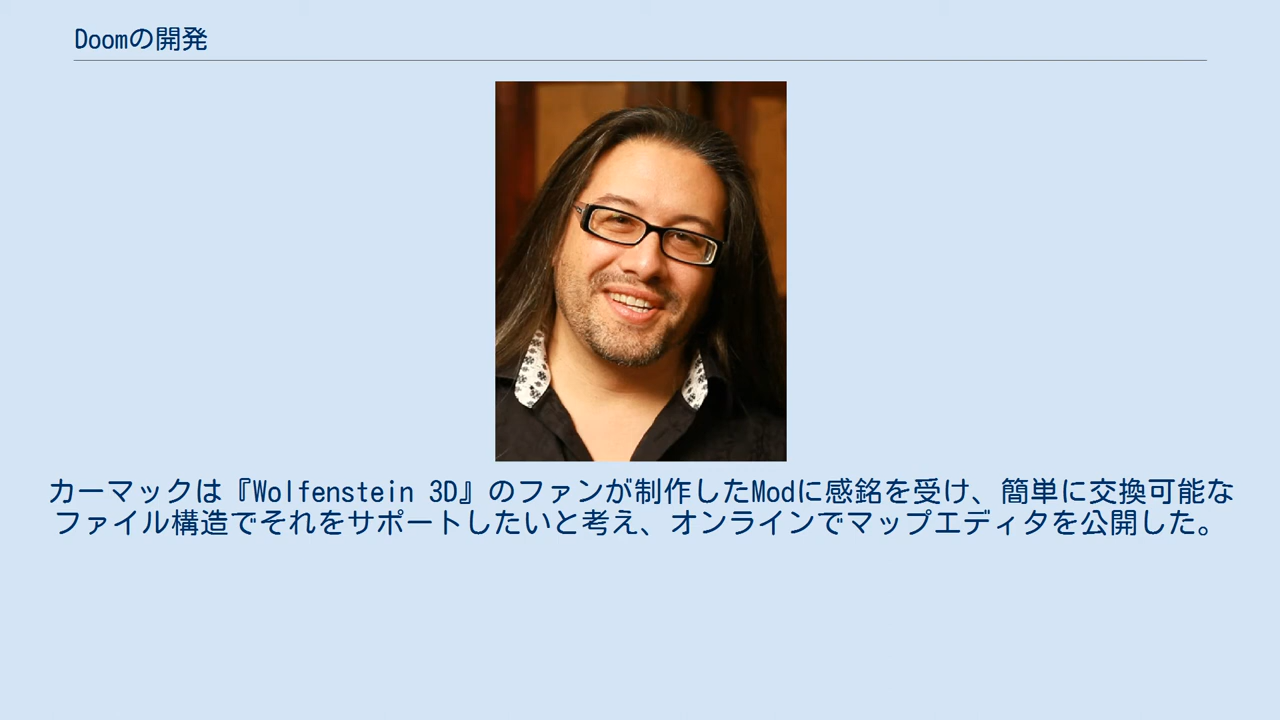 Doomの開発
カーマックは『Wolfenstein 3D』のファンが制作したModに感銘を受け、簡単に交換可能な
ファイル構造でそれをサポートしたいと考え、オンラインでマップエディタを公開した。